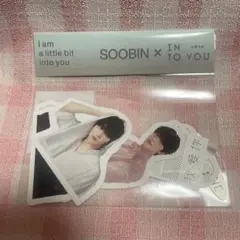 I am
a little bit
into you
SOOBIN ×
IN
TO YOU